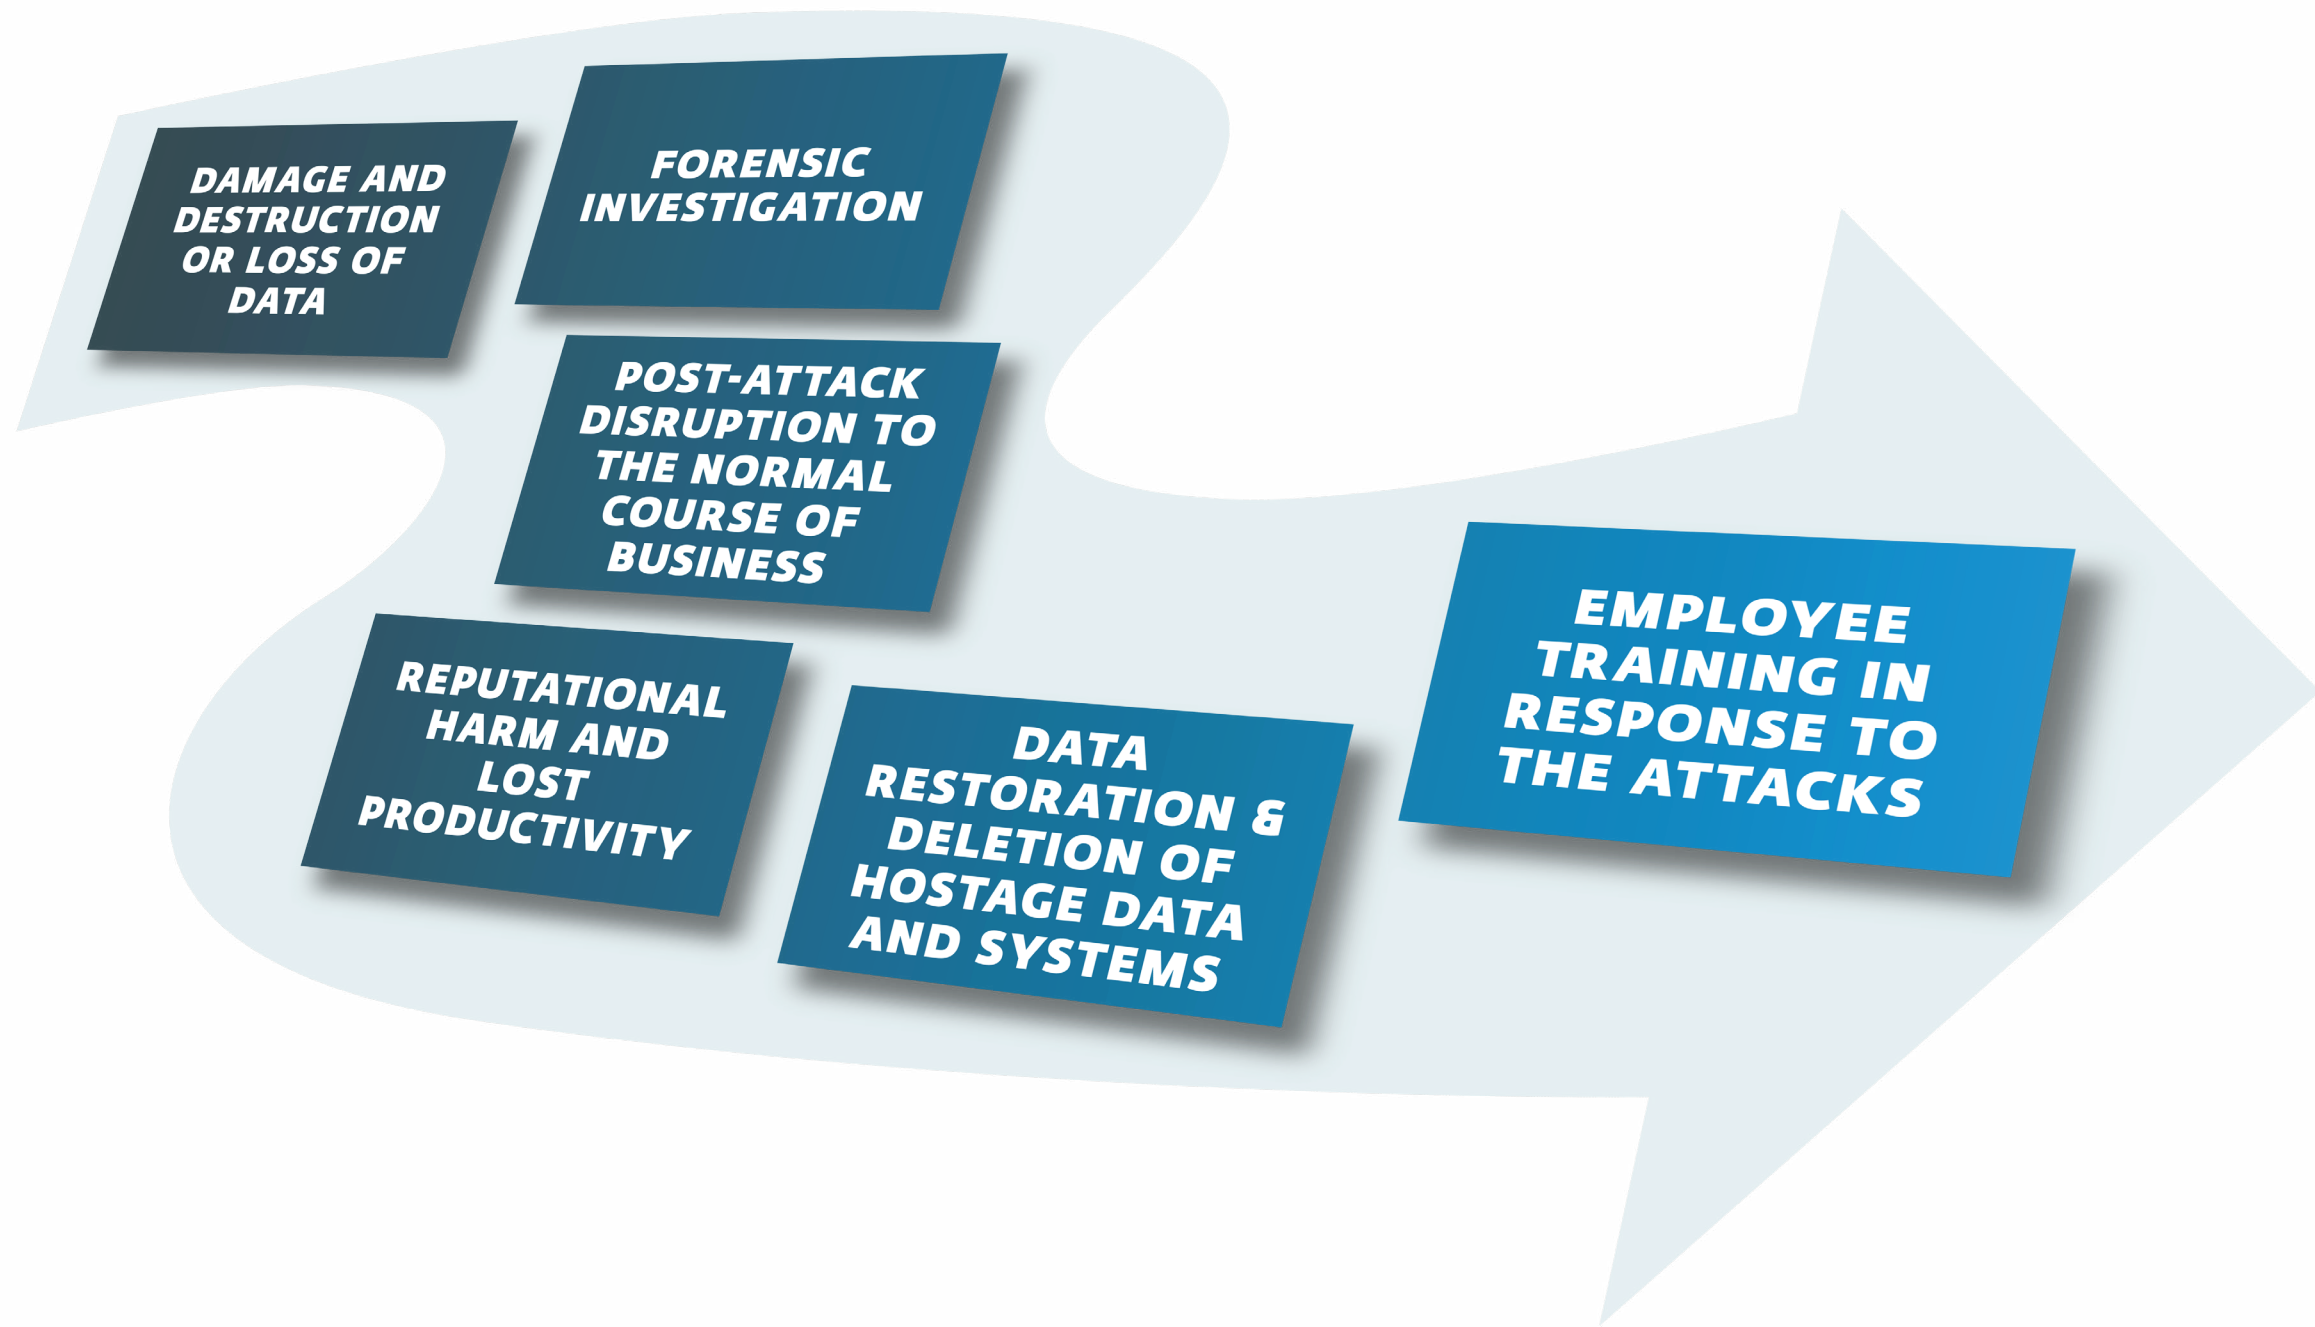 DAMAGE AND
DESTRUCTION
OR LOSS OF
DATA
FORENSIC
INVESTIGATION
POST-ATTACK
DISRUPTION TO
THE NORMAL
COURSE OF
BUSINESS
REPUTATIONAL
HARM AND
LOST
PRODUCTIVITY
DATA
RESTORATION &
DELETION OF
HOSTAGE DATA
AND SYSTEMS
EMPLOYEE
TRAINING IN
RESPONSE TO
THE ATTACKS